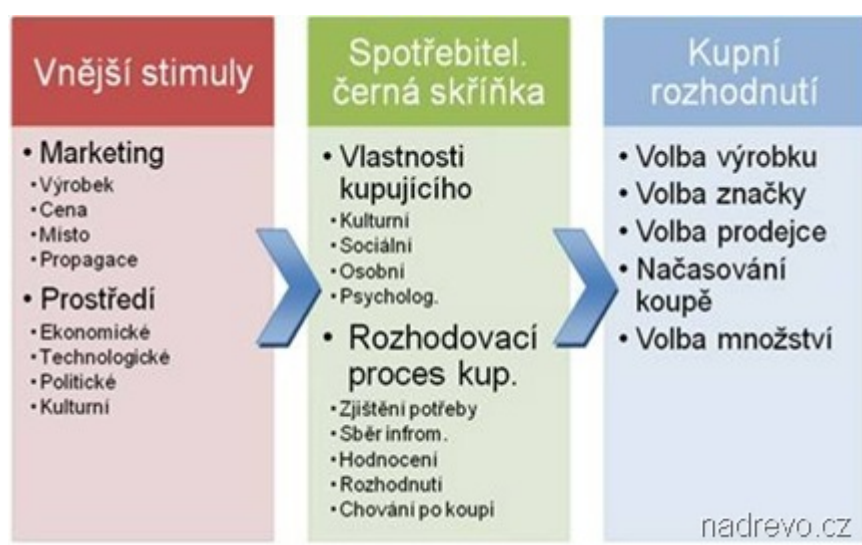 Vnější stimuly
• Marketing
• Výrobek
• Cena
• Místo
• Propagace
• Prostředí
• Ekonomické
• Technologické
• Politické
• Kulturní
Spotřebitel.
černá skříňka
• Vlastnosti
kupujícího
• Kulturní
• Sociální
• Osobní
• Psycholog.
• Rozhodovací
proces kup.
• Zjištění potřeby
• Sběr infrom.
• Hodnocení
• Rozhodnutí
• Chování po koupi
Kupní
rozhodnutí
• Volba výrobku
• Volba značky
• Volba prodejce
• Načasování
koupě
• Volba množství
nadrevo.cz